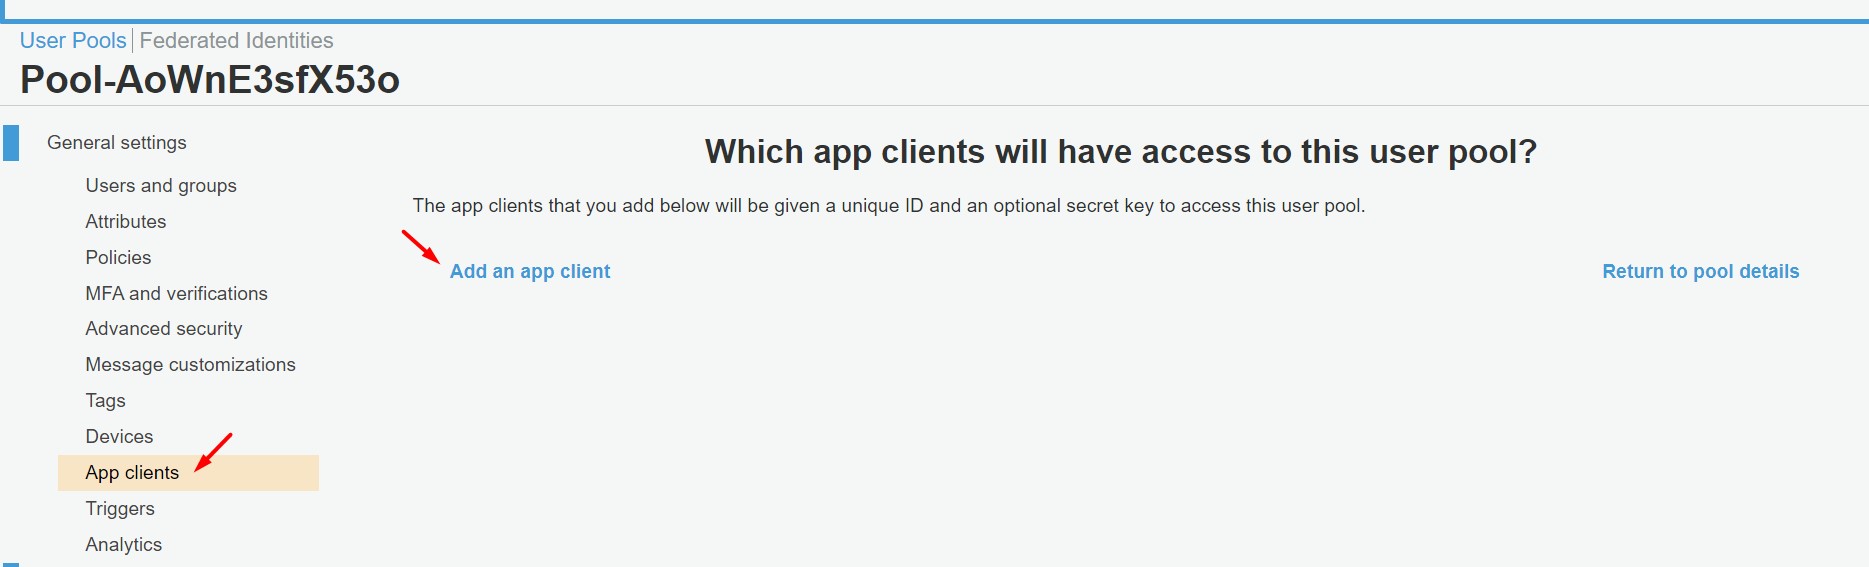 User Pools | Federated Identities
Pool-AoWnE3sfX53o
General settings
Users and groups
Attributes
Policies
MFA and verifications
Advanced security
Message customizations
Tags
Devices
App clients
Triggers
Analytics
Which app clients will have access to this user pool?
The app clients that you add below will be given a unique ID and an optional secret key to access this user pool.
Add an app client
Return to pool details